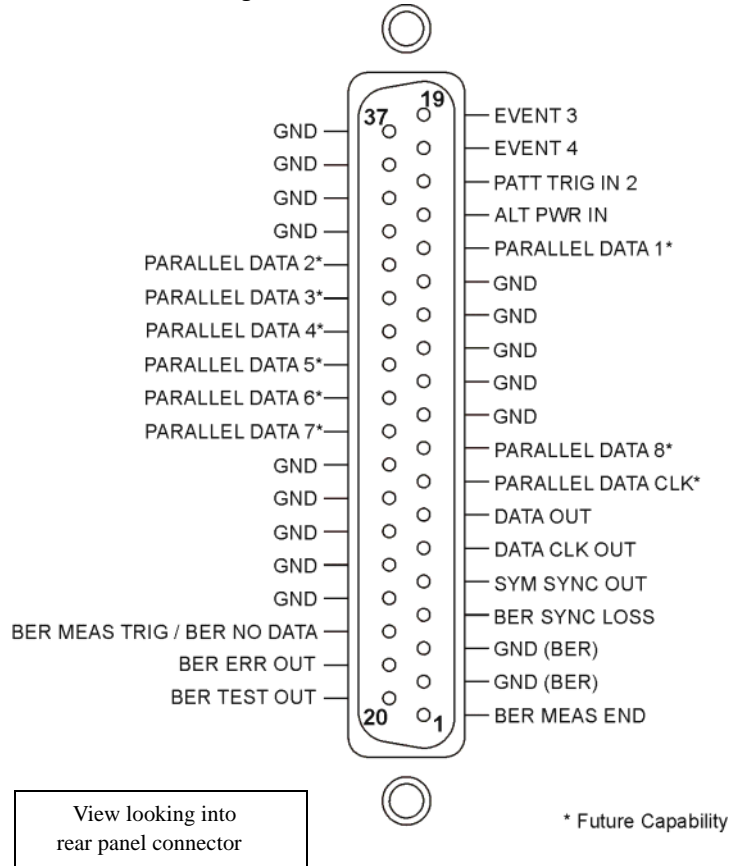 19
37
EVENT 3
GND
EVENT 4
GND
PATT TRIG IN 2
GND
ALT PWR IN
GND
PARALLEL DATA 1*
PARALLEL DATA 2*
GND
PARALLEL DATA 3*
GND
PARALLEL DATA 4*
GND
PARALLEL DATA 5*
GND
PARALLEL DATA 6*
GND
PARALLEL DATA 7*
PARALLEL DATA 8*
GND
PARALLEL DATA CLK*
GND
DATA OUT
GND
DATA CLK OUT
GND
SYM SYNC OUT
GND
BER SYNC LOSS
BER MEAS TRIG / BER NO DATA
GND (BER)
BER ERR OUT
GND (BER)
BER TEST OUT
BER MEAS END
20
1
View looking into
rear panel connector
* Future Capability